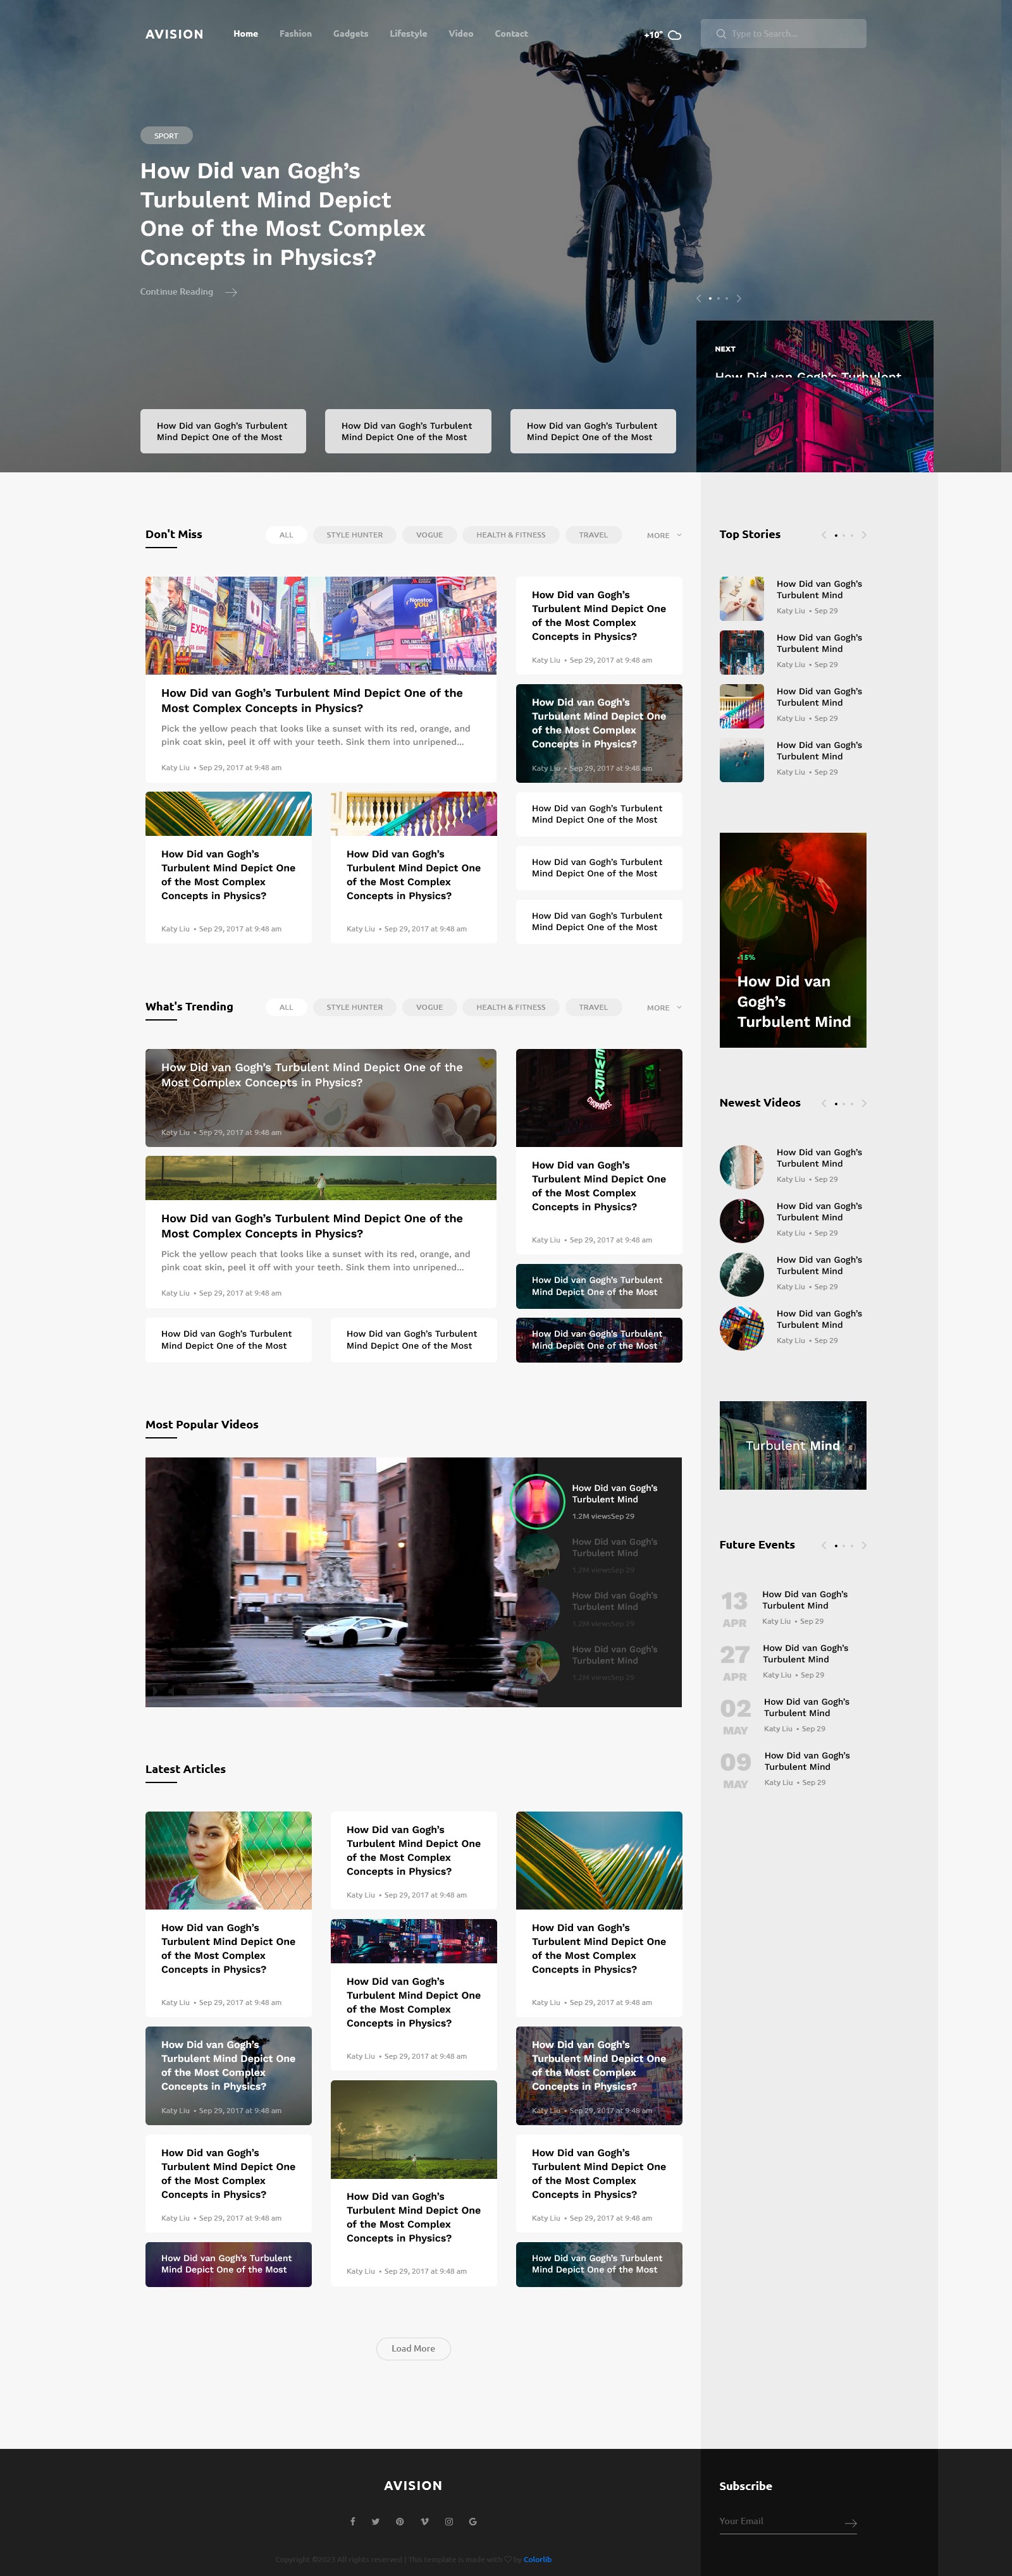 AVISION
Home Fashion Gadgets Lifestyle Video Contact
+10°
Type to Search...
SPORT
How Did van Gogh’s
Turbulent Mind Depict
One of the Most Complex
Concepts in Physics?
Continue Reading
NEXT
How Did van Gogh’s Turbulent
How Did van Gogh’s Turbulent
Mind Depict One of the Most
How Did van Gogh’s Turbulent
Mind Depict One of the Most
How Did van Gogh’s Turbulent
Mind Depict One of the Most
Don't Miss
ALL STYLE HUNTER VOGUE HEALTH & FITNESS TRAVEL MORE
How Did van Gogh’s Turbulent Mind Depict One of the
Most Complex Concepts in Physics?
Pick the yellow peach that looks like a sunset with its red, orange, and
pink coat skin, peel it off with your teeth. Sink them into unripened...
Katy Liu • Sep 29, 2017 at 9:48 am
How Did van Gogh’s
Turbulent Mind Depict One
of the Most Complex
Concepts in Physics?
Katy Liu • Sep 29, 2017 at 9:48 am
How Did van Gogh’s
Turbulent Mind Depict One
of the Most Complex
Concepts in Physics?
Katy Liu • Sep 29, 2017 at 9:48 am
How Did van Gogh’s
Turbulent Mind Depict One
of the Most Complex
Concepts in Physics?
Katy Liu • Sep 29, 2017 at 9:48 am
How Did van Gogh’s
Turbulent Mind Depict One
of the Most Complex
Concepts in Physics?
Katy Liu • Sep 29, 2017 at 9:48 am
How Did van Gogh’s Turbulent
Mind Depict One of the Most
How Did van Gogh’s Turbulent
Mind Depict One of the Most
How Did van Gogh’s Turbulent
Mind Depict One of the Most
What's Trending
ALL STYLE HUNTER VOGUE HEALTH & FITNESS TRAVEL MORE
How Did van Gogh’s Turbulent Mind Depict One of the
Most Complex Concepts in Physics?
Katy Liu • Sep 29, 2017 at 9:48 am
How Did van Gogh’s Turbulent Mind Depict One of the
Most Complex Concepts in Physics?
Pick the yellow peach that looks like a sunset with its red, orange, and
pink coat skin, peel it off with your teeth. Sink them into unripened...
Katy Liu • Sep 29, 2017 at 9:48 am
How Did van Gogh’s Turbulent
Mind Depict One of the Most
How Did van Gogh’s Turbulent
Mind Depict One of the Most
How Did van Gogh’s
Turbulent Mind Depict One
of the Most Complex
Concepts in Physics?
Katy Liu • Sep 29, 2017 at 9:48 am
How Did van Gogh’s Turbulent
Mind Depict One of the Most
How Did van Gogh’s Turbulent
Mind Depict One of the Most
Most Popular Videos
How Did van Gogh’s
Turbulent Mind
1.2M viewsSep 29
How Did van Gogh’s
Turbulent Mind
1.2M viewsSep 29
How Did van Gogh’s
Turbulent Mind
1.2M viewsSep 29
How Did van Gogh’s
Turbulent Mind
1.2M viewsSep 29
Latest Articles
How Did van Gogh’s
Turbulent Mind Depict One
of the Most Complex
Concepts in Physics?
Katy Liu • Sep 29, 2017 at 9:48 am
How Did van Gogh’s
Turbulent Mind Depict One
of the Most Complex
Concepts in Physics?
Katy Liu • Sep 29, 2017 at 9:48 am
How Did van Gogh’s
Turbulent Mind Depict One
of the Most Complex
Concepts in Physics?
Katy Liu • Sep 29, 2017 at 9:48 am
How Did van Gogh’s Turbulent
Mind Depict One of the Most
How Did van Gogh’s
Turbulent Mind Depict One
of the Most Complex
Concepts in Physics?
Katy Liu • Sep 29, 2017 at 9:48 am
How Did van Gogh’s
Turbulent Mind Depict One
of the Most Complex
Concepts in Physics?
Katy Liu • Sep 29, 2017 at 9:48 am
How Did van Gogh’s
Turbulent Mind Depict One
of the Most Complex
Concepts in Physics?
Katy Liu • Sep 29, 2017 at 9:48 am
How Did van Gogh’s
Turbulent Mind Depict One
of the Most Complex
Concepts in Physics?
Katy Liu • Sep 29, 2017 at 9:48 am
How Did van Gogh’s
Turbulent Mind Depict One
of the Most Complex
Concepts in Physics?
Katy Liu • Sep 29, 2017 at 9:48 am
How Did van Gogh’s
Turbulent Mind Depict One
of the Most Complex
Concepts in Physics?
Katy Liu • Sep 29, 2017 at 9:48 am
How Did van Gogh’s Turbulent
Mind Depict One of the Most
Load More
Top Stories
How Did van Gogh’s
Turbulent Mind
Katy Liu • Sep 29
How Did van Gogh’s
Turbulent Mind
Katy Liu • Sep 29
How Did van Gogh’s
Turbulent Mind
Katy Liu • Sep 29
How Did van Gogh’s
Turbulent Mind
Katy Liu • Sep 29
-15%
How Did van
Gogh’s
Turbulent Mind
Newest Videos
How Did van Gogh’s
Turbulent Mind
Katy Liu • Sep 29
How Did van Gogh’s
Turbulent Mind
Katy Liu • Sep 29
How Did van Gogh’s
Turbulent Mind
Katy Liu • Sep 29
How Did van Gogh’s
Turbulent Mind
Katy Liu • Sep 29
Turbulent Mind
Future Events
13
APR
How Did van Gogh’s
Turbulent Mind
Katy Liu • Sep 29
27
APR
How Did van Gogh’s
Turbulent Mind
Katy Liu • Sep 29
02
MAY
How Did van Gogh’s
Turbulent Mind
Katy Liu • Sep 29
09
MAY
How Did van Gogh’s
Turbulent Mind
Katy Liu • Sep 29
AVISION
Copyright ©2023 All rights reserved | This template is made with ♡ by Colorlib
Subscribe
Your Email